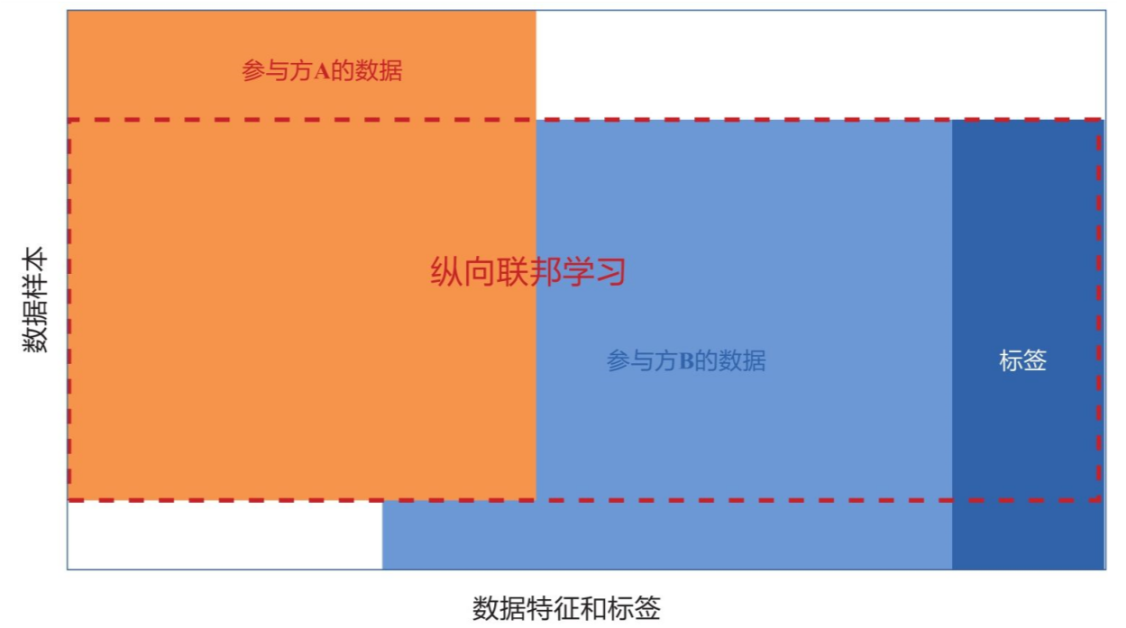 参与方A的数据
纵向联邦学习
参与方B的数据
标签
数据样本
数据特征和标签